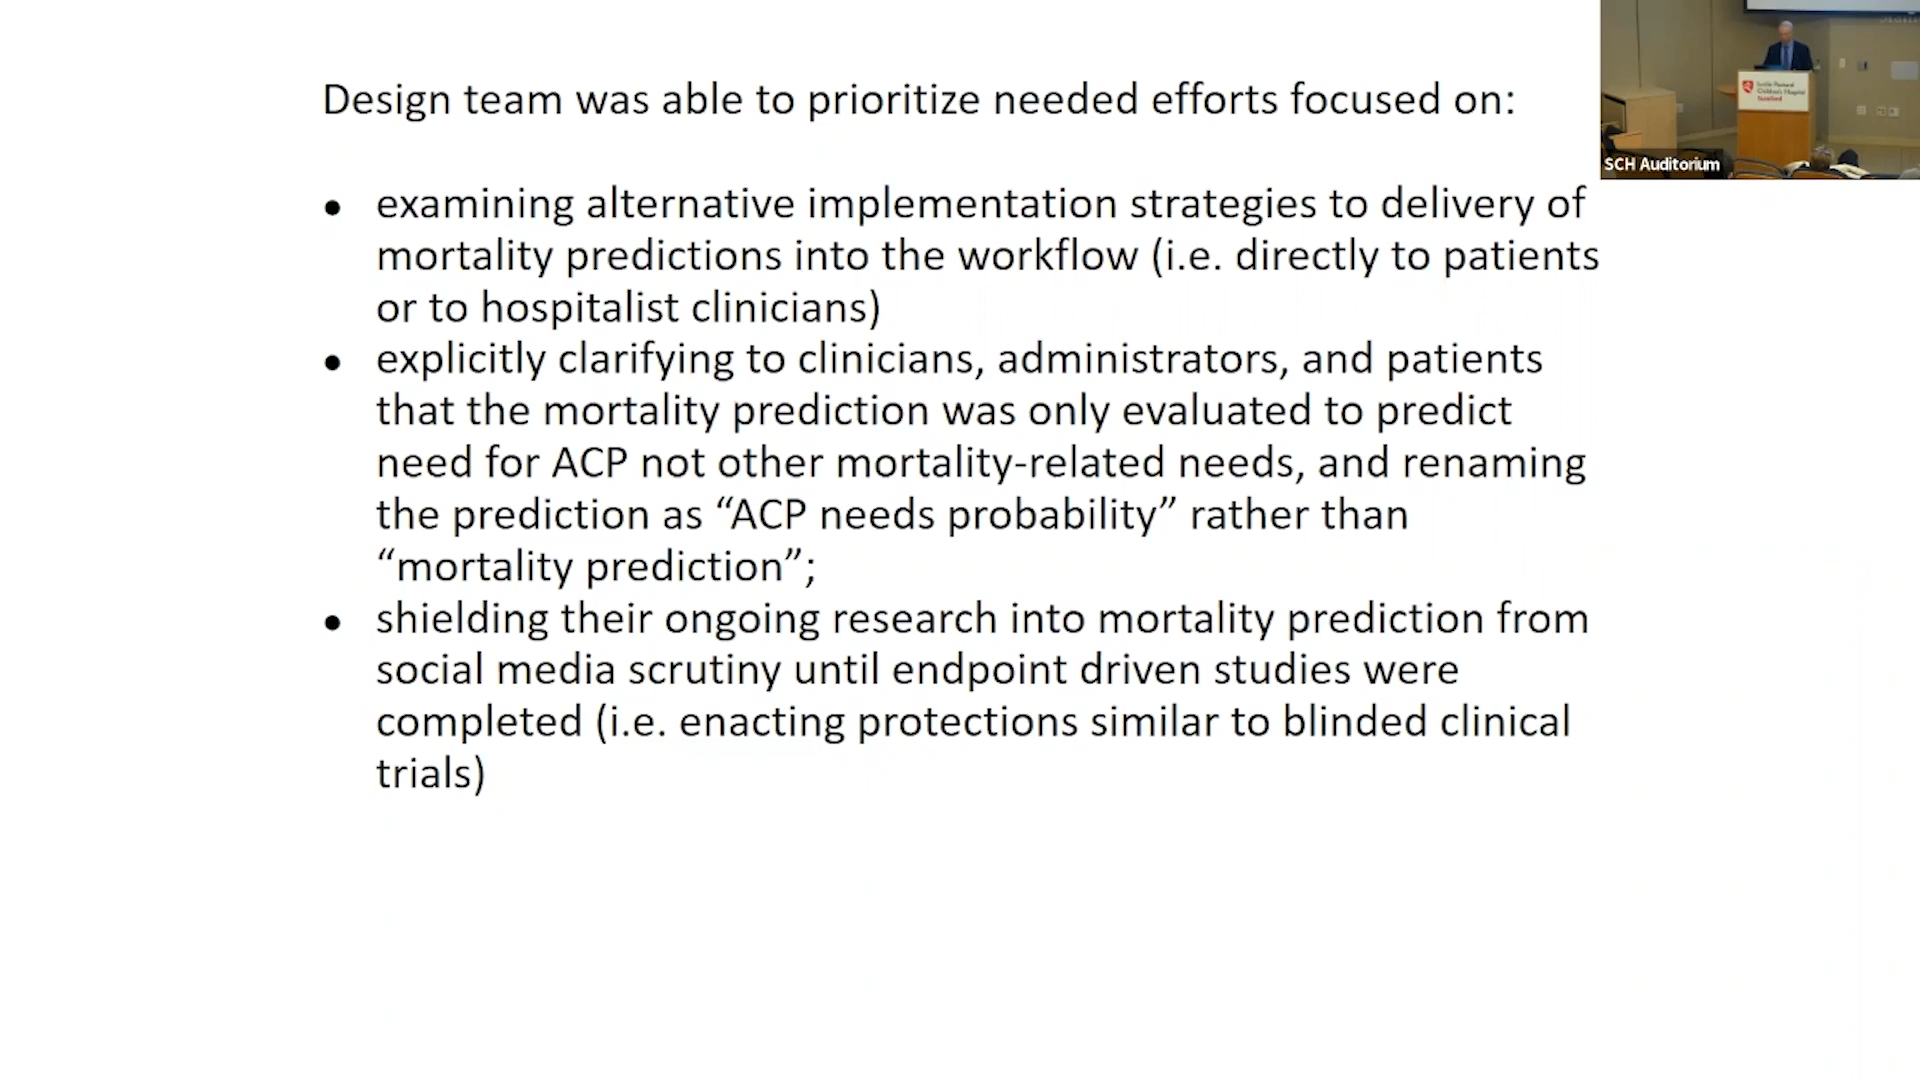 Design team was able to prioritize needed efforts focused on:
● examining alternative implementation strategies to delivery of
mortality predictions into the workflow (i.e. directly to patients
or to hospitalist clinicians)
● explicitly clarifying to clinicians, administrators, and patients
that the mortality prediction was only evaluated to predict
need for ACP not other mortality-related needs, and renaming
the prediction as “ACP needs probability” rather than
“mortality prediction”;
● shielding their ongoing research into mortality prediction from
social media scrutiny until endpoint driven studies were
completed (i.e. enacting protections similar to blinded clinical
trials)
Children's Hospital
Stanford
SCH Auditorium